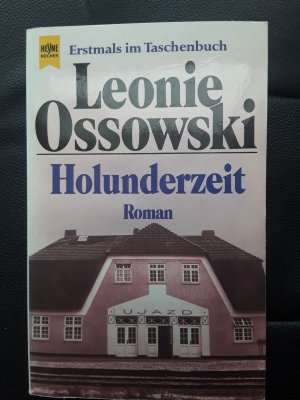 HEYNE
BÜCHER
Erstmals im Taschenbuch
Leonie
Ossowski
Holunderzeit
Roman
UJAZD